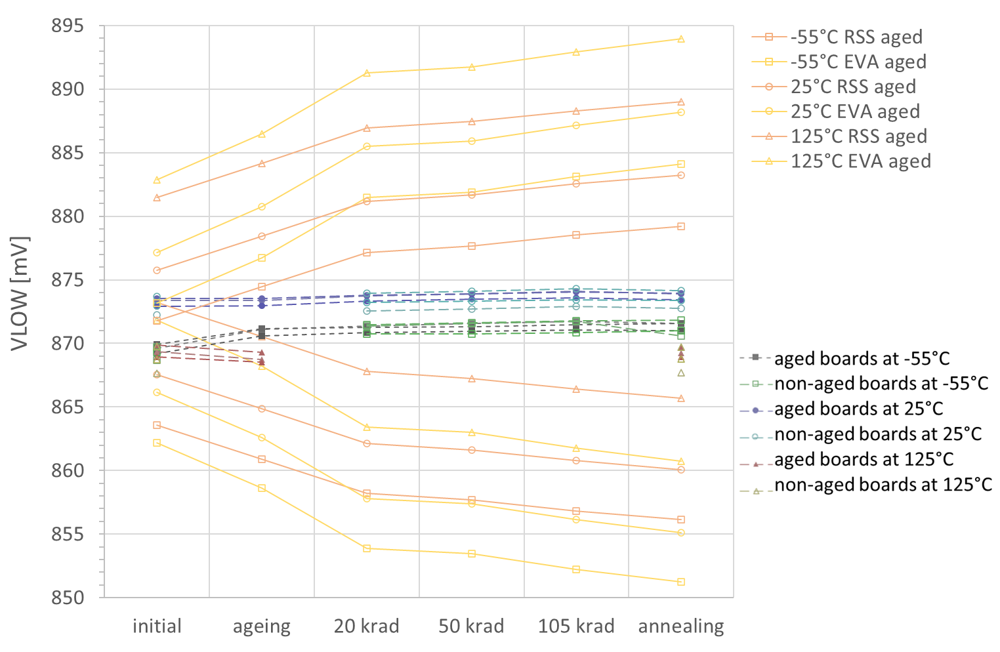 895
890
885
880
875
870
865
860
855
850
VLOW [mV]
initial
ageing
20 krad
50 krad
105 krad
annealing
-55°C RSS aged
-55°C EVA aged
25°C RSS aged
25°C EVA aged
125°C RSS aged
125°C EVA aged
aged boards at -55°C
non-aged boards at -55°C
aged boards at 25°C
non-aged boards at 25°C
aged boards at 125°C
non-aged boards at 125°C